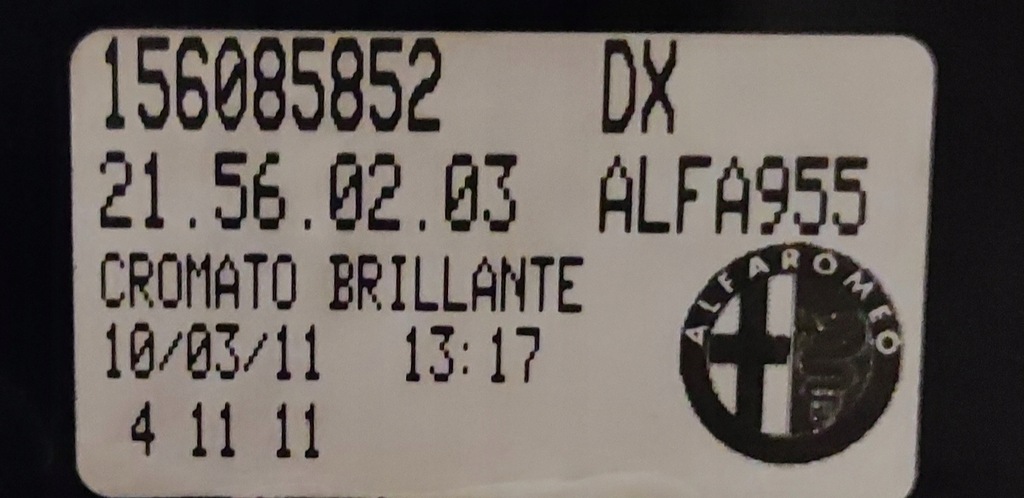 156085852 DX
21.56.02.03 ALFA955
CROMATO BRILLANTE
10/03/11 13:17
4 11 11
ALFA ROMEO